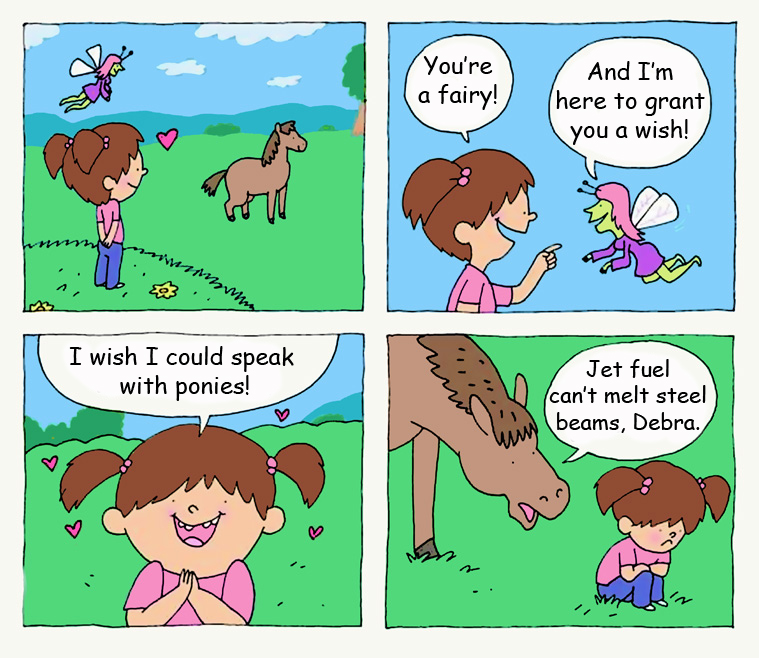 You're
a fairy!
And I'm
here to grant
you a wish!
I wish I could speak
with ponies!
Jet fuel
can't melt steel
beams, Debra.